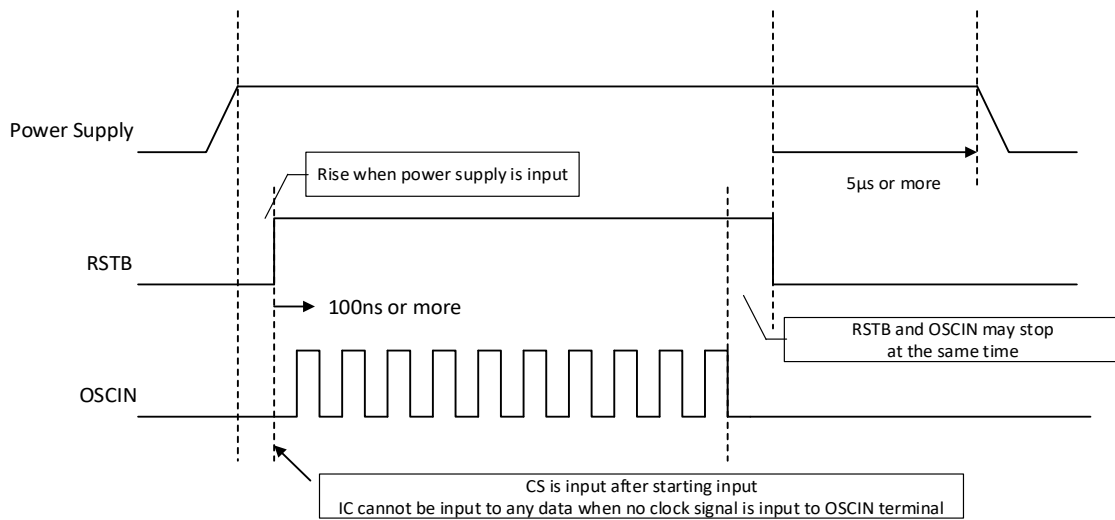 Power Supply
Rise when power supply is input
5µs or more
RSTB
100ns or more
RSTB and OSCIN may stop
at the same time
OSCIN
CS is input after starting input
IC cannot be input to any data when no clock signal is input to OSCIN terminal